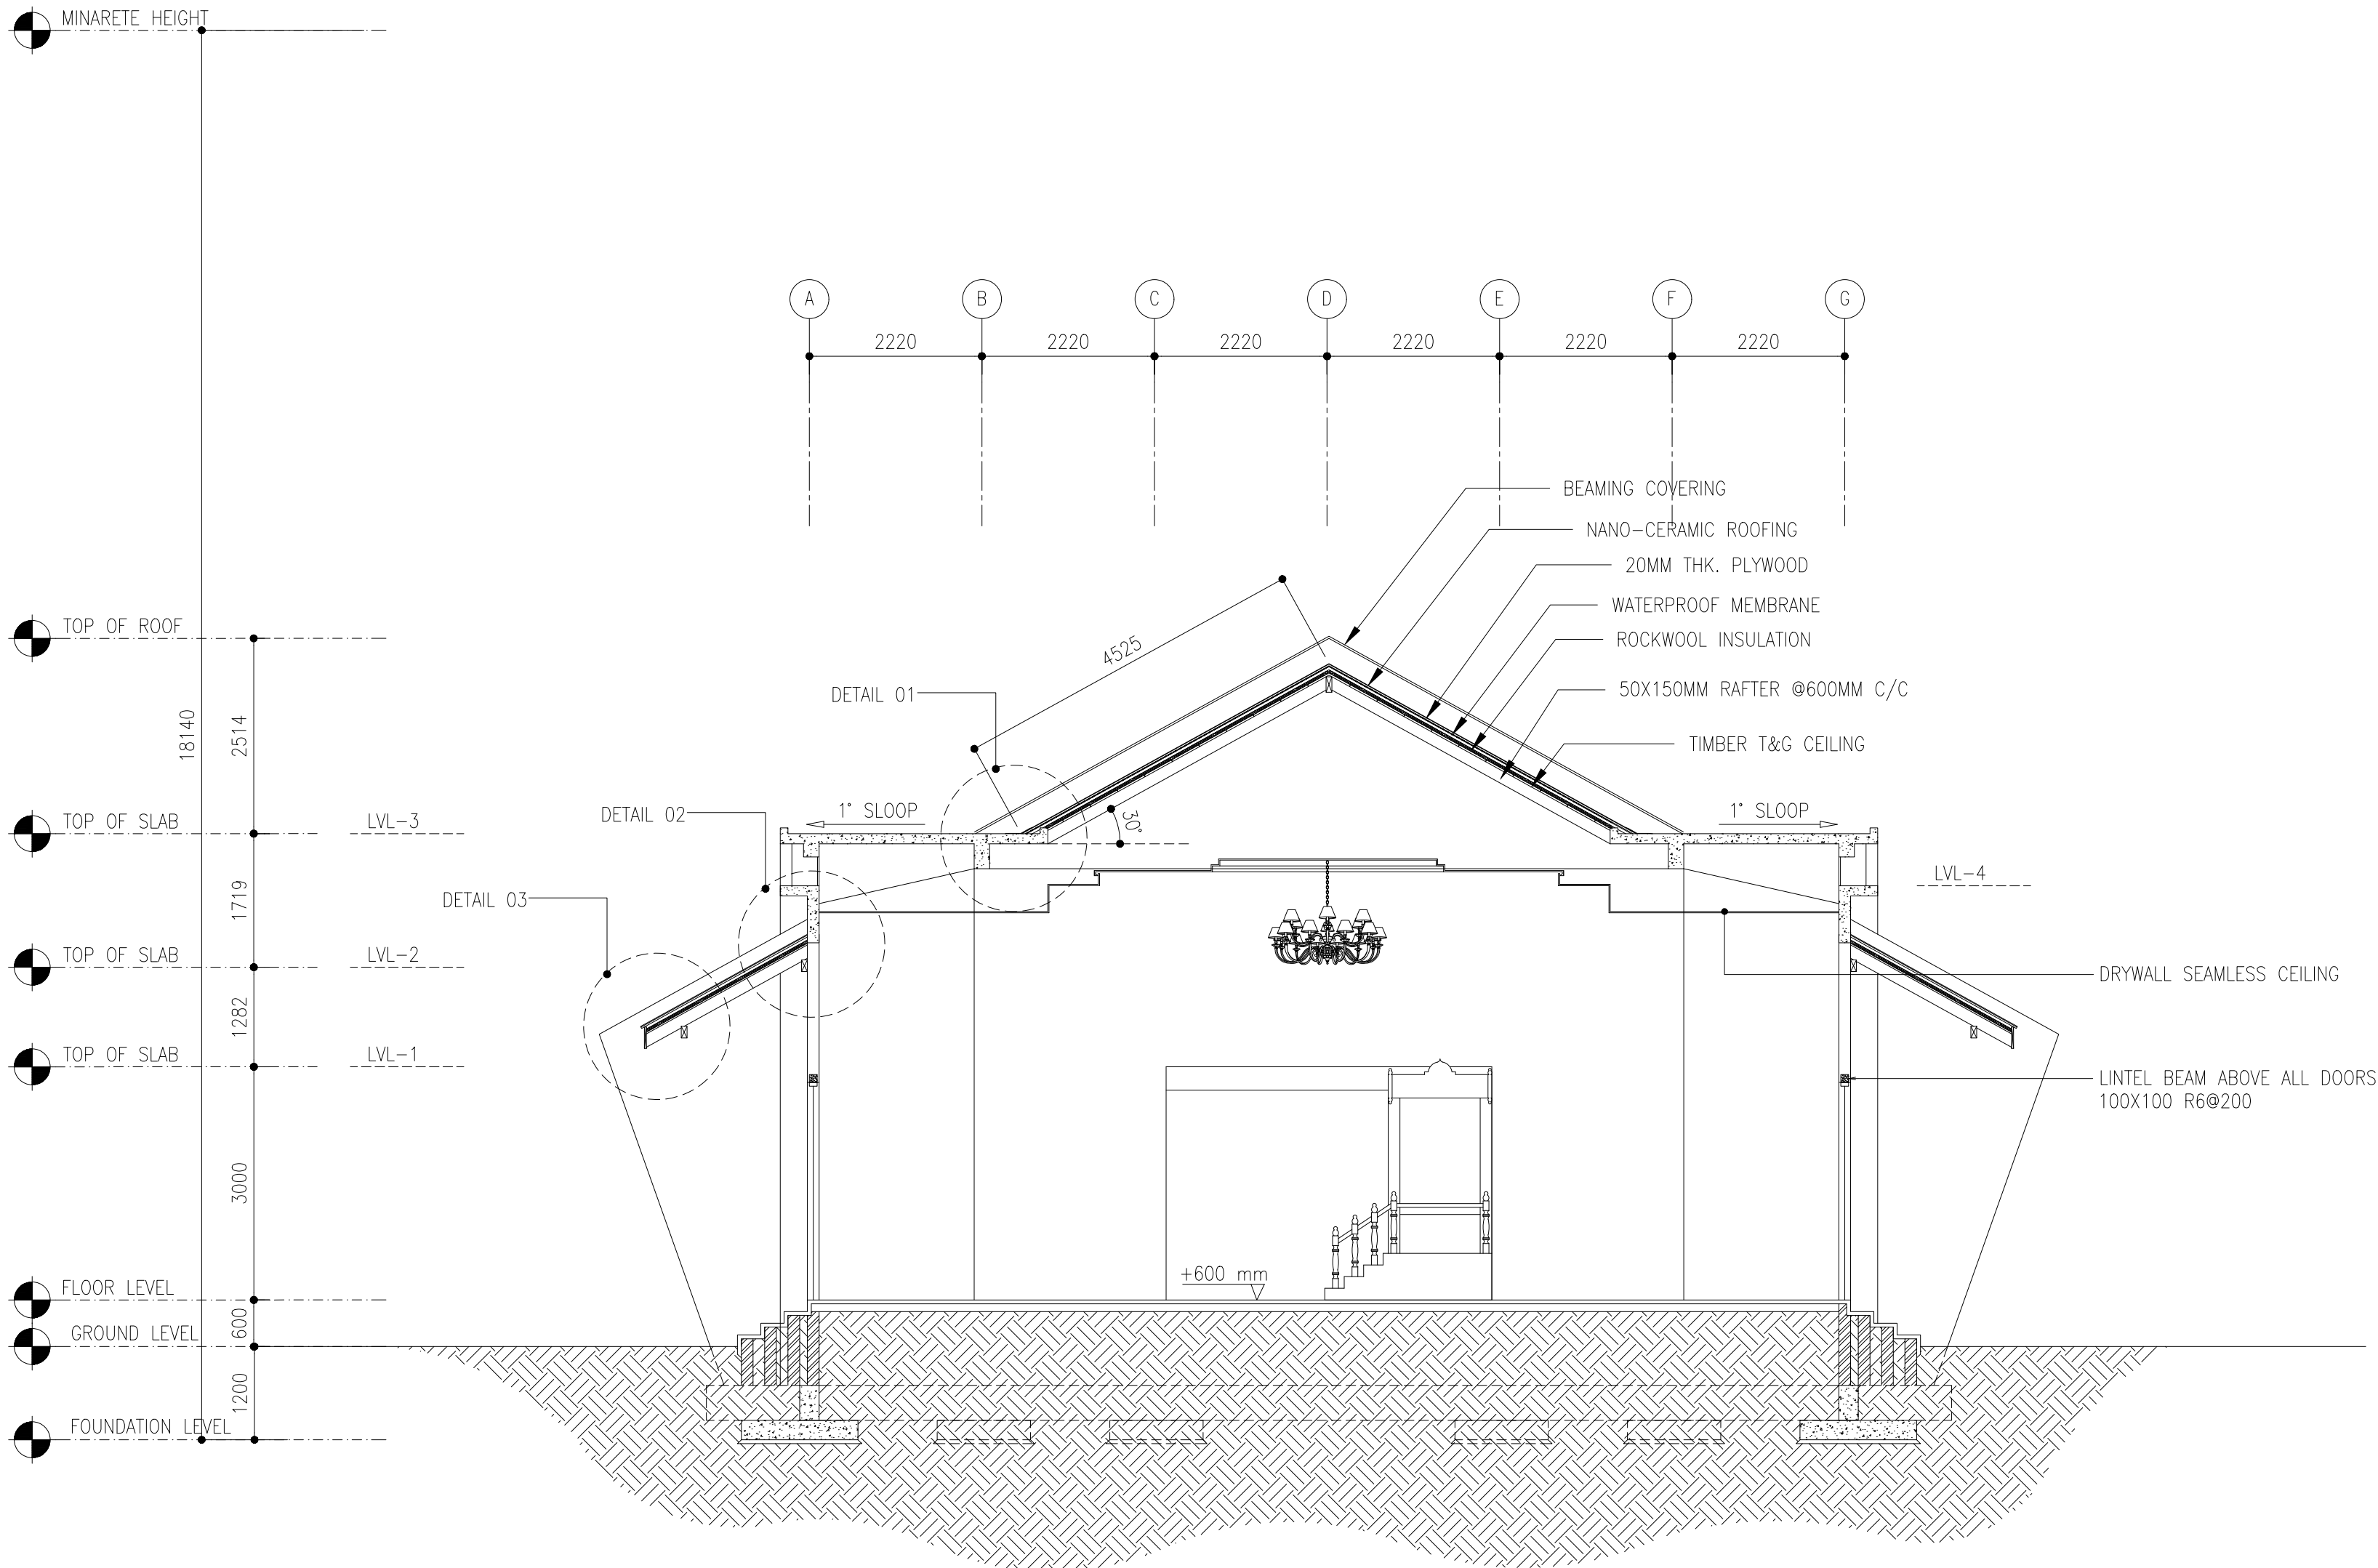 MINARETE HEIGHT
A
B
C
D
E
F
G
2220
2220
2220
2220
2220
2220
BEAMING COVERING
NANO-CERAMIC ROOFING
20MM THK. PLYWOOD
WATERPROOF MEMBRANE
ROCKWOOL INSULATION
50X150MM RAFTER @600MM C/C
TIMBER T&G CEILING
TOP OF ROOF
4525
DETAIL 01
18140
2514
DETAIL 02
1° SLOOP
30°
1° SLOOP
TOP OF SLAB
LVL-3
LVL-4
1719
DETAIL 03
TOP OF SLAB
LVL-2
DRYWALL SEAMLESS CEILING
1282
TOP OF SLAB
LVL-1
LINTEL BEAM ABOVE ALL DOORS
100X100 R6@200
3000
+600 mm
FLOOR LEVEL
600
GROUND LEVEL
1200
FOUNDATION LEVEL